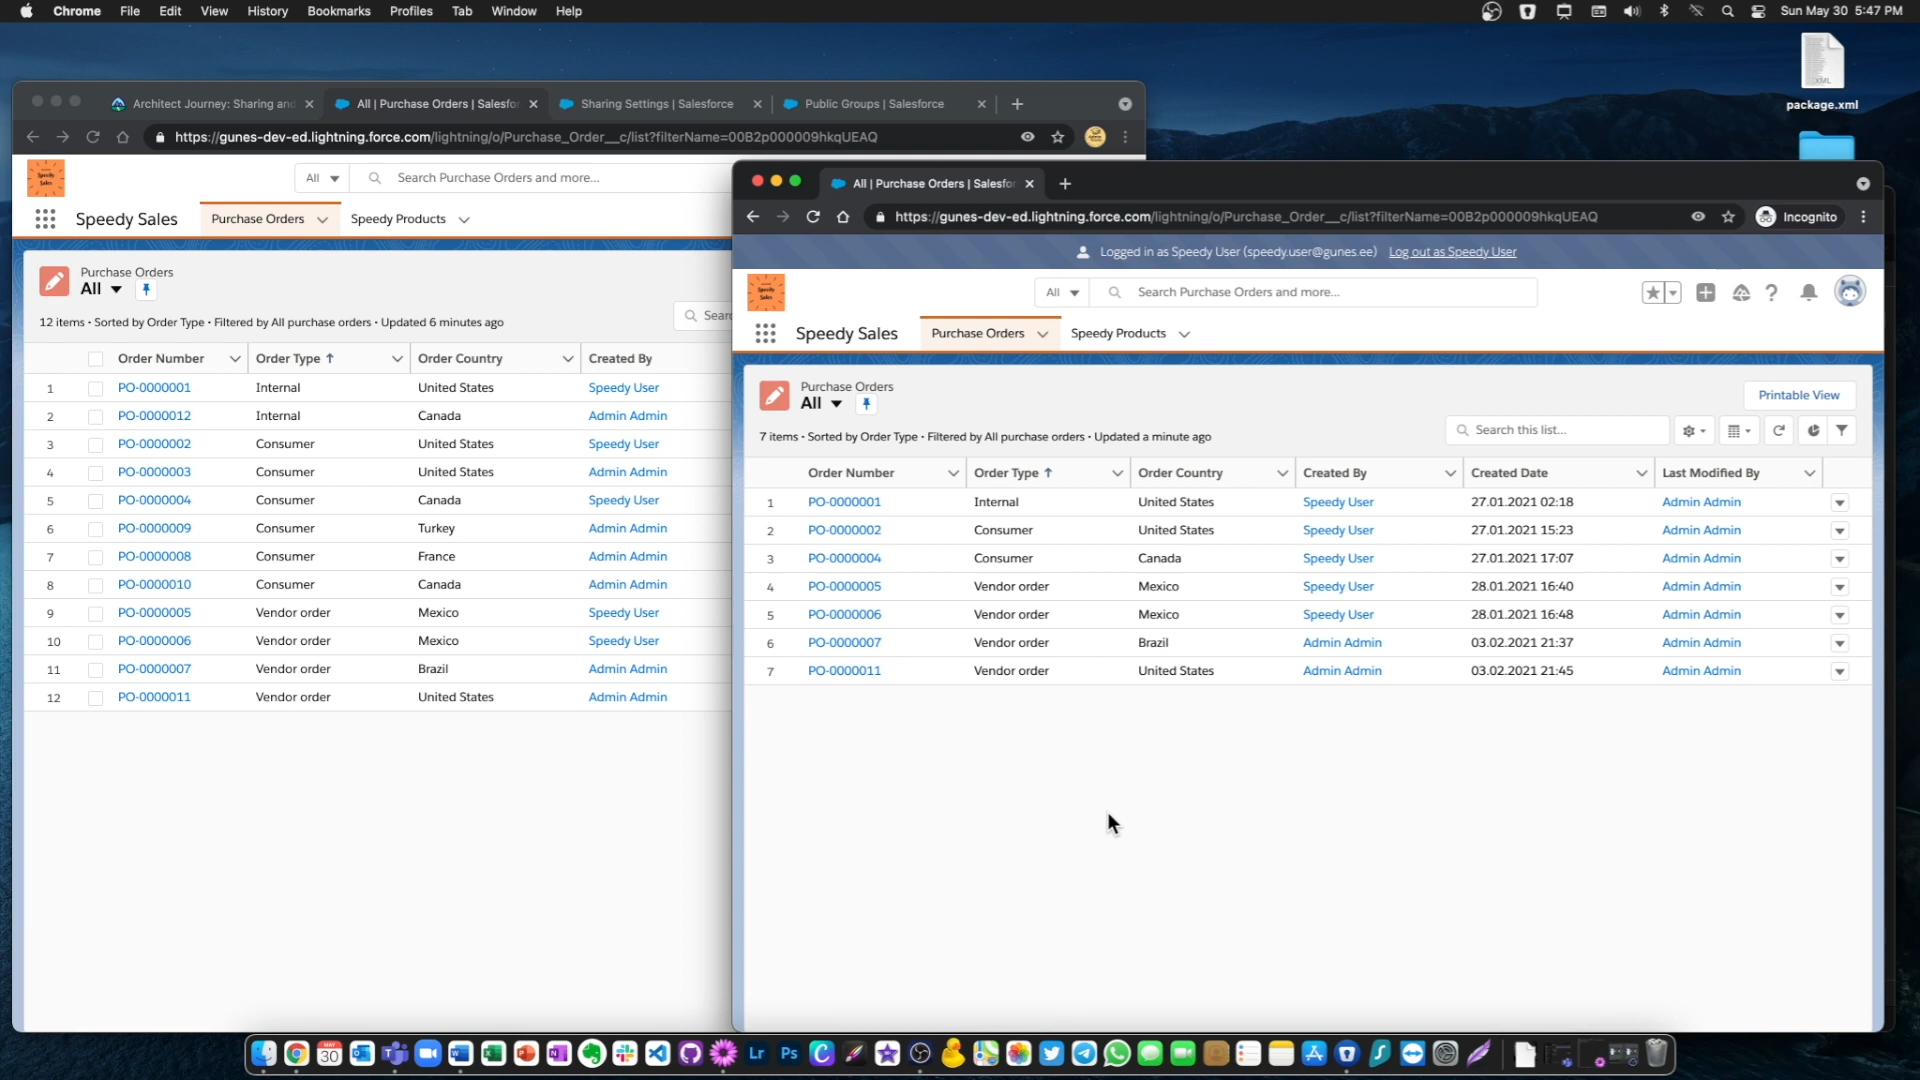 Chrome File Edit View History Bookmarks Profiles Tab Window Help
Sun May 30 5:47 PM
XML
package.xml
Architect Journey: Sharing and
All | Purchase Orders | Salesfor
Sharing Settings | Salesforce
Public Groups | Salesforce
https://gunes-dev-ed.lightning.force.com/lightning/o/Purchase_Order__c/list?filterName=00B2p000009hkqUEAQ
Speedy Sales
All
Search Purchase Orders and more...
Speedy Sales
Purchase Orders
Speedy Products
Purchase Orders
All
12 items • Sorted by Order Type • Filtered by All purchase orders • Updated 6 minutes ago
Sear
Order Number Order Type ↑ Order Country Created By
1 PO-0000001 Internal United States Speedy User
2 PO-0000012 Internal Canada Admin Admin
3 PO-0000002 Consumer United States Speedy User
4 PO-0000003 Consumer United States Admin Admin
5 PO-0000004 Consumer Canada Speedy User
6 PO-0000009 Consumer Turkey Admin Admin
7 PO-0000008 Consumer France Admin Admin
8 PO-0000010 Consumer Canada Admin Admin
9 PO-0000005 Vendor order Mexico Speedy User
10 PO-0000006 Vendor order Mexico Speedy User
11 PO-0000007 Vendor order Brazil Admin Admin
12 PO-0000011 Vendor order United States Admin Admin
All | Purchase Orders | Salesfor
https://gunes-dev-ed.lightning.force.com/lightning/o/Purchase_Order__c/list?filterName=00B2p000009hkqUEAQ
Incognito
Logged in as Speedy User (speedy.user@gunes.ee) Log out as Speedy User
Speedy Sales
All
Search Purchase Orders and more...
Speedy Sales
Purchase Orders
Speedy Products
Purchase Orders
All
Printable View
7 items • Sorted by Order Type • Filtered by All purchase orders • Updated a minute ago
Search this list...
Order Number Order Type ↑ Order Country Created By Created Date Last Modified By
1 PO-0000001 Internal United States Speedy User 27.01.2021 02:18 Admin Admin
2 PO-0000002 Consumer United States Speedy User 27.01.2021 15:23 Admin Admin
3 PO-0000004 Consumer Canada Speedy User 27.01.2021 17:07 Admin Admin
4 PO-0000005 Vendor order Mexico Speedy User 28.01.2021 16:40 Admin Admin
5 PO-0000006 Vendor order Mexico Speedy User 28.01.2021 16:48 Admin Admin
6 PO-0000007 Vendor order Brazil Admin Admin 03.02.2021 21:37 Admin Admin
7 PO-0000011 Vendor order United States Admin Admin 03.02.2021 21:45 Admin Admin
MAY
30
Lr
Ps